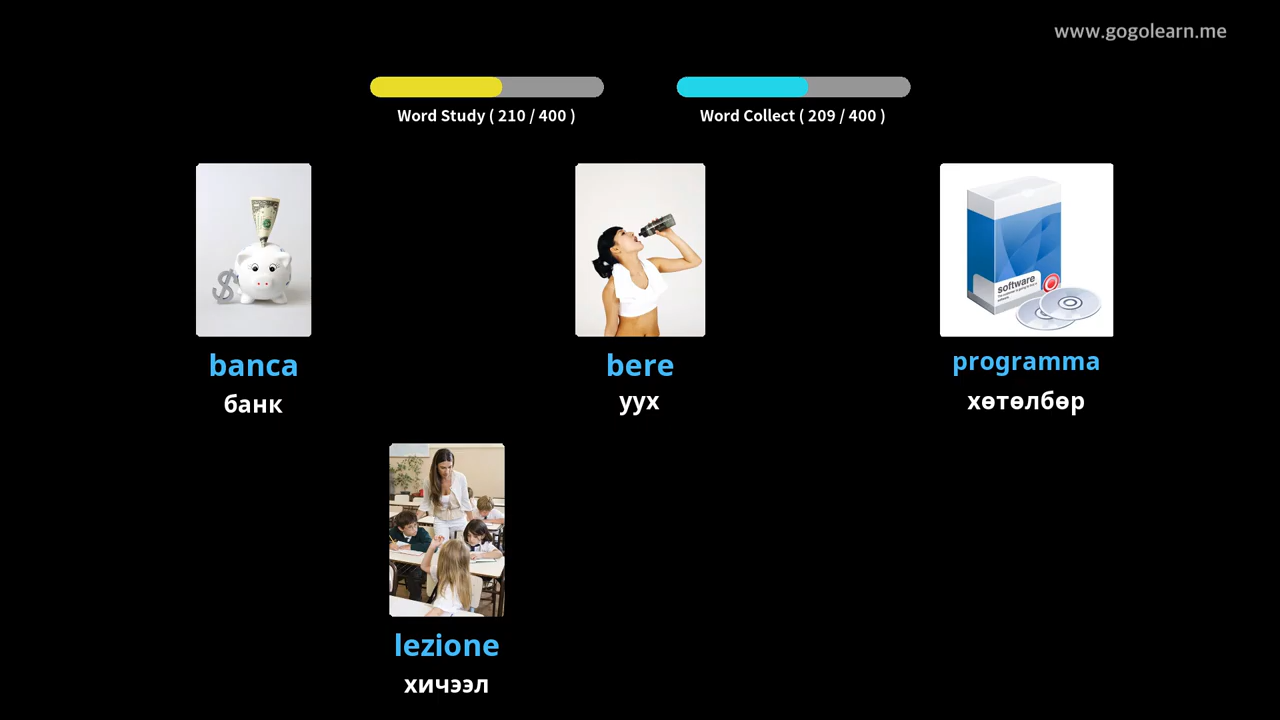 www.gogolearn.me
Word Study ( 210 / 400 )
Word Collect ( 209 / 400 )
software
banca
банк
bere
уух
programma
хөтөлбөр
lezione
хичээл